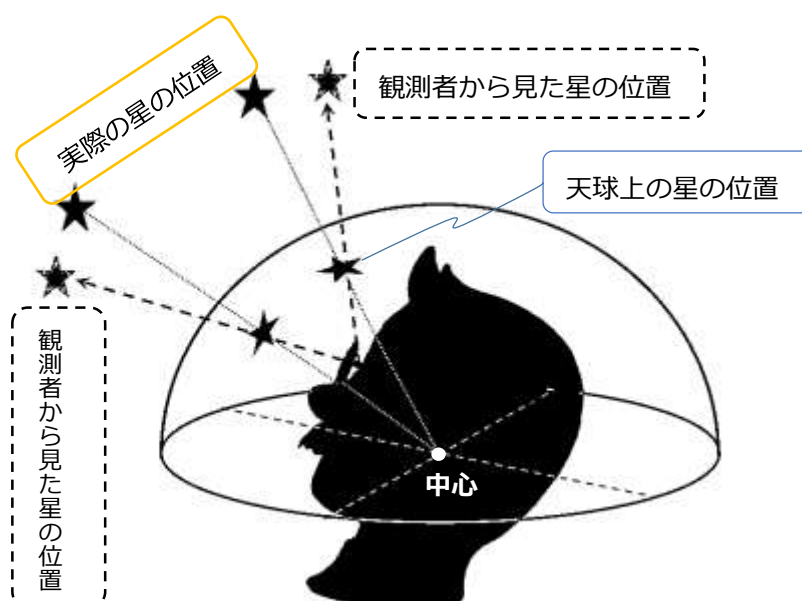 実際の星の位置
観測者から見た星の位置
天球上の星の位置
観測者から見た星の位置
中心